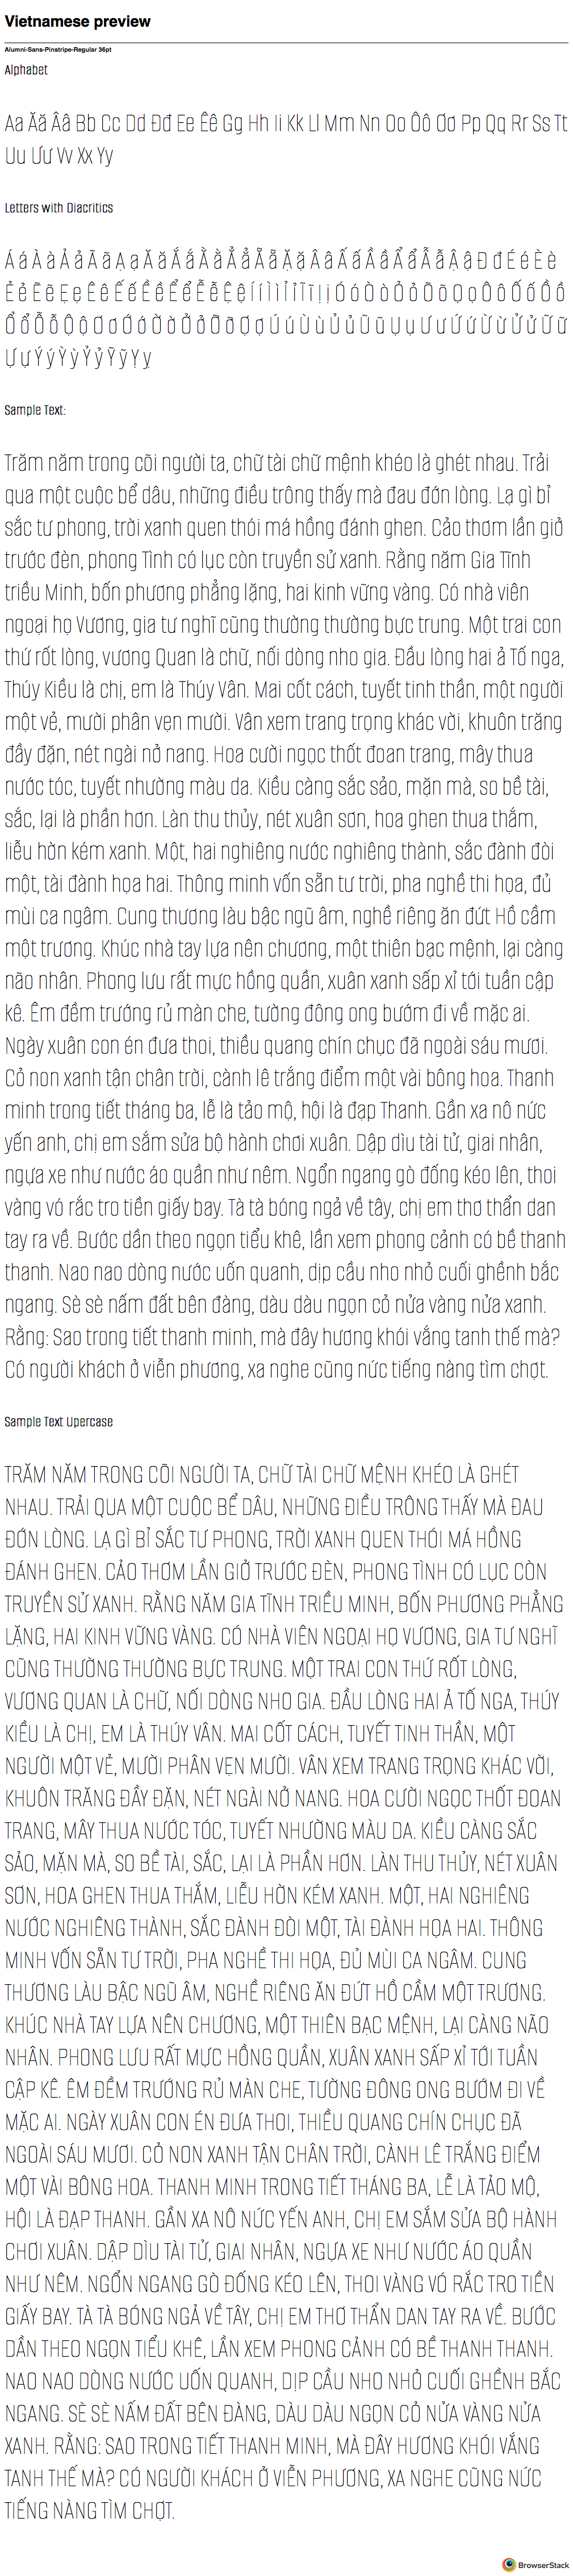 Vietnamese preview
Alumni-Sans-Pinstripe-Regular 36pt
Alphabet
Aa Ăă Ââ Bb Cc Dd Đđ Ee Êê Gg Hh Ii Kk Ll Mm Nn Oo Ôô Ơơ Pp Qq Rr Ss Tt
Uu Ưư Vv Xx Yy
Letters with Diacritics
Á á À à Ả ả Ã ã Ạ ạ Ă ă Ắ ắ Ằ ằ Ẳ ẳ Ẵ ẵ Ặ ặ Â â Ấ ấ Ầ ầ Ẩ ẩ Ẫ ẫ Ậ ậ Đ đ É é È è
Ẻ ẻ Ẽ ẽ Ẹ ẹ Ê ê Ế ế Ề ề Ể ể Ễ ễ Ệ ệ Í í Ì ì Ỉ ỉ Ĩ ĩ Ị ị Ó ó Ò ò Ỏ ỏ Õ õ Ọ ọ Ô ô Ố ố Ồ ồ
Ổ ổ Ỗ ỗ Ộ ộ Ơ ơ Ớ ớ Ờ ờ Ở ở Ỡ ỡ Ợ ợ Ú ú Ù ù Ủ ủ Ũ ũ Ụ ụ Ư ư Ứ ứ Ừ ừ Ử ử Ữ ữ
Ự ự Ý ý Ỳ ỳ Ỷ ỷ Ỹ ỹ Ỵ ỵ
Sample Text:
Trăm năm trong cõi người ta, chữ tài chữ mệnh khéo là ghét nhau. Trải
qua một cuộc bể dâu, những điều trông thấy mà đau đớn lòng. Lạ gì bỉ
sắc tư phong, trời xanh quen thói má hồng đánh ghen. Cảo thơm lần giở
trước đèn, phong Tình có lục còn truyền sử xanh. Rằng năm Gia Tĩnh
triều Minh, bốn phương phẳng lặng, hai kinh vững vàng. Có nhà viên
ngoại họ Vương, gia tư nghĩ cũng thường thường bực trung. Một trai con
thứ rốt lòng, vương Quan là chữ, nối dòng nho gia. Đầu lòng hai ả Tố nga,
Thúy Kiều là chị, em là Thúy Vân. Mai cốt cách, tuyết tinh thần, một người
một vẻ, mười phân vẹn mười. Vân xem trang trọng khác vời, khuôn trăng
đầy đặn, nét ngài nở nang. Hoa cười ngọc thốt đoan trang, mây thua
nước tóc, tuyết nhường màu da. Kiều càng sắc sảo, mặn mà, so bề tài,
sắc, lại là phần hơn. Làn thu thủy, nét xuân sơn, hoa ghen thua thắm,
liễu hờn kém xanh. Một, hai nghiêng nước nghiêng thành, sắc đành đòi
một, tài đành họa hai. Thông minh vốn sẵn tư trời, pha nghề thi họa, đủ
mùi ca ngâm. Cung thương làu bậc ngũ âm, nghề riêng ăn đứt Hồ cầm
một trương. Khúc nhà tay lựa nên chương, một thiên bạc mệnh, lại càng
não nhân. Phong lưu rất mực hồng quần, xuân xanh sấp xỉ tới tuần cập
kê. Êm đềm trướng rủ màn che, tường đông ong bướm đi về mặc ai.
Ngày xuân con én đưa thoi, thiều quang chín chục đã ngoài sáu mươi.
Cỏ non xanh tận chân trời, cành lê trắng điểm một vài bông hoa. Thanh
minh trong tiết tháng ba, lễ là tảo mộ, hội là đạp Thanh. Gần xa nô nức
yến anh, chị em sắm sửa bộ hành chơi xuân. Dập dìu tài tử, giai nhân,
ngựa xe như nước áo quần như nêm. Ngổn ngang gò đống kéo lên, thoi
vàng vó rắc tro tiền giấy bay. Tà tà bóng ngả về tây, chị em thơ thẩn dan
tay ra về. Bước dần theo ngọn tiểu khê, lần xem phong cảnh có bề thanh
thanh. Nao nao dòng nước uốn quanh, dịp cầu nho nhỏ cuối ghềnh bắc
ngang. Sè sè nấm đất bên đàng, dàu dàu ngọn cỏ nửa vàng nửa xanh.
Rằng: Sao trong tiết thanh minh, mà đây hương khói vắng tanh thế mà?
Có người khách ở viễn phương, xa nghe cũng nức tiếng nàng tìm chợt.
Sample Text Upercase
TRĂM NĂM TRONG CÕI NGƯỜI TA, CHỮ TÀI CHỮ MỆNH KHÉO LÀ GHÉT
NHAU. TRẢI QUA MỘT CUỘC BỂ DÂU, NHỮNG ĐIỀU TRÔNG THẤY MÀ ĐAU
ĐỚN LÒNG. LẠ GÌ BỈ SẮC TƯ PHONG, TRỜI XANH QUEN THÓI MÁ HỒNG
ĐÁNH GHEN. CẢO THƠM LẦN GIỞ TRƯỚC ĐÈN, PHONG TÌNH CÓ LỤC CÒN
TRUYỀN SỬ XANH. RẰNG NĂM GIA TĨNH TRIỀU MINH, BỐN PHƯƠNG PHẲNG
LẶNG, HAI KINH VỮNG VÀNG. CÓ NHÀ VIÊN NGOẠI HỌ VƯƠNG, GIA TƯ NGHĨ
CŨNG THƯỜNG THƯỜNG BỰC TRUNG. MỘT TRAI CON THỨ RỐT LÒNG,
VƯƠNG QUAN LÀ CHỮ, NỐI DÒNG NHO GIA. ĐẦU LÒNG HAI Ả TỐ NGA, THÚY
KIỀU LÀ CHỊ, EM LÀ THÚY VÂN. MAI CỐT CÁCH, TUYẾT TINH THẦN, MỘT
NGƯỜI MỘT VẺ, MƯỜI PHÂN VẸN MƯỜI. VÂN XEM TRANG TRỌNG KHÁC VỜI,
KHUÔN TRĂNG ĐẦY ĐẶN, NÉT NGÀI NỞ NANG. HOA CƯỜI NGỌC THỐT ĐOAN
TRANG, MÂY THUA NƯỚC TÓC, TUYẾT NHƯỜNG MÀU DA. KIỀU CÀNG SẮC
SẢO, MẶN MÀ, SO BỀ TÀI, SẮC, LẠI LÀ PHẦN HƠN. LÀN THU THỦY, NÉT XUÂN
SƠN, HOA GHEN THUA THẮM, LIỄU HỜN KÉM XANH. MỘT, HAI NGHIÊNG
NƯỚC NGHIÊNG THÀNH, SẮC ĐÀNH ĐÒI MỘT, TÀI ĐÀNH HỌA HAI. THÔNG
MINH VỐN SẴN TƯ TRỜI, PHA NGHỀ THI HỌA, ĐỦ MÙI CA NGÂM. CUNG
THƯƠNG LÀU BẬC NGŨ ÂM, NGHỀ RIÊNG ĂN ĐỨT HỒ CẦM MỘT TRƯƠNG.
KHÚC NHÀ TAY LỰA NÊN CHƯƠNG, MỘT THIÊN BẠC MỆNH, LẠI CÀNG NÃO
NHÂN. PHONG LƯU RẤT MỰC HỒNG QUẦN, XUÂN XANH SẤP XỈ TỚI TUẦN
CẬP KÊ. ÊM ĐỀM TRƯỚNG RỦ MÀN CHE, TƯỜNG ĐÔNG ONG BƯỚM ĐI VỀ
MẶC AI. NGÀY XUÂN CON ÉN ĐƯA THOI, THIỀU QUANG CHÍN CHỤC ĐÃ
NGOÀI SÁU MƯƠI. CỎ NON XANH TẬN CHÂN TRỜI, CÀNH LÊ TRẮNG ĐIỂM
MỘT VÀI BÔNG HOA. THANH MINH TRONG TIẾT THÁNG BA, LỄ LÀ TẢO MỘ,
HỘI LÀ ĐẠP THANH. GẦN XA NÔ NỨC YẾN ANH, CHỊ EM SẮM SỬA BỘ HÀNH
CHƠI XUÂN. DẬP DÌU TÀI TỬ, GIAI NHÂN, NGỰA XE NHƯ NƯỚC ÁO QUẦN
NHƯ NÊM. NGỔN NGANG GÒ ĐỐNG KÉO LÊN, THOI VÀNG VÓ RẮC TRO TIỀN
GIẤY BAY. TÀ TÀ BÓNG NGẢ VỀ TÂY, CHỊ EM THƠ THẨN DAN TAY RA VỀ. BƯỚC
DẦN THEO NGỌN TIỂU KHÊ, LẦN XEM PHONG CẢNH CÓ BỀ THANH THANH.
NAO NAO DÒNG NƯỚC UỐN QUANH, DỊP CẦU NHO NHỎ CUỐI GHỀNH BẮC
NGANG. SÈ SÈ NẤM ĐẤT BÊN ĐÀNG, DÀU DÀU NGỌN CỎ NỬA VÀNG NỬA
XANH. RẰNG: SAO TRONG TIẾT THANH MINH, MÀ ĐÂY HƯƠNG KHÓI VẮNG
TANH THẾ MÀ? CÓ NGƯỜI KHÁCH Ở VIỄN PHƯƠNG, XA NGHE CŨNG NỨC
TIẾNG NÀNG TÌM CHỢT.
BrowserStack